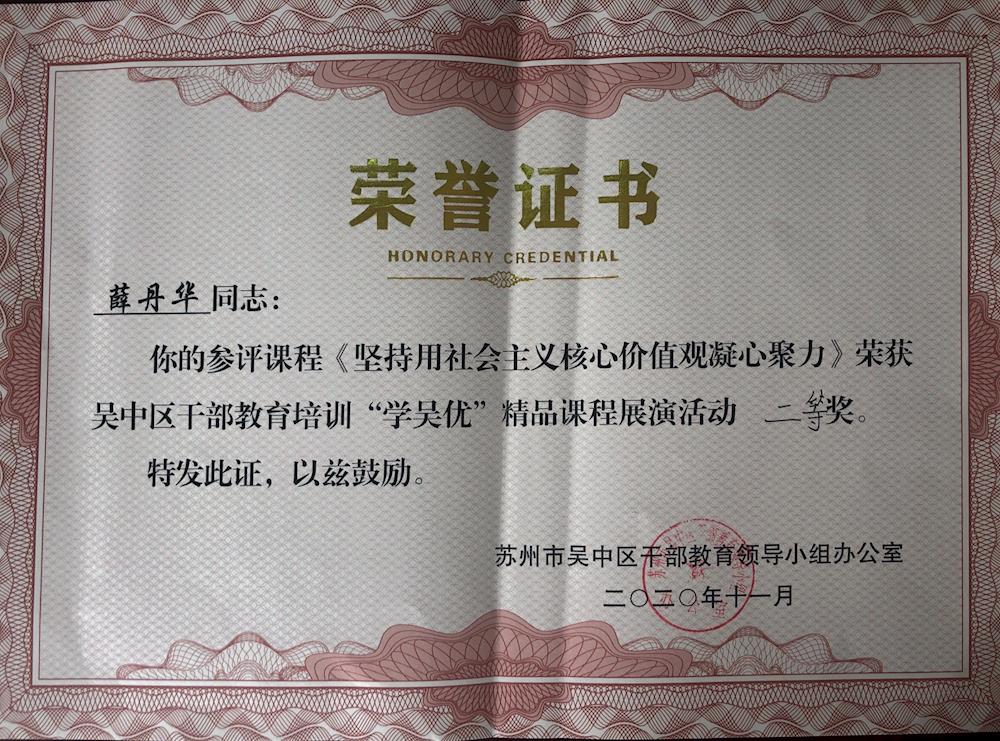 荣誉证书
HONORARY CREDENTIAL
薛丹华同志：
你的参评课程《坚持用社会主义核心价值观凝心聚力》荣获
吴中区干部教育培训“学吴优”精品课程展演活动 二等奖。
特发此证，以兹鼓励。
苏州市吴中区干部教育领导小组办公室
二〇二〇年十一月